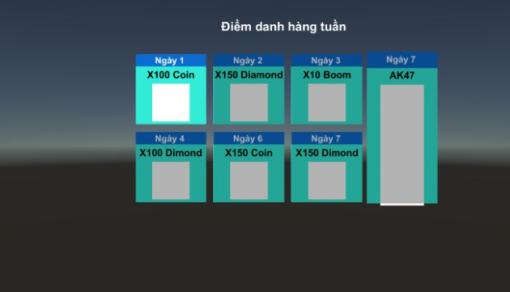 Điểm danh hàng tuần
Ngày 1
X100 Coin
Ngày 2
X150 Diamond
Ngày 3
X10 Boom
Ngày 7
AK47
Ngày 4
X100 Dimond
Ngày 6
X150 Coin
Ngày 7
X150 Dimond